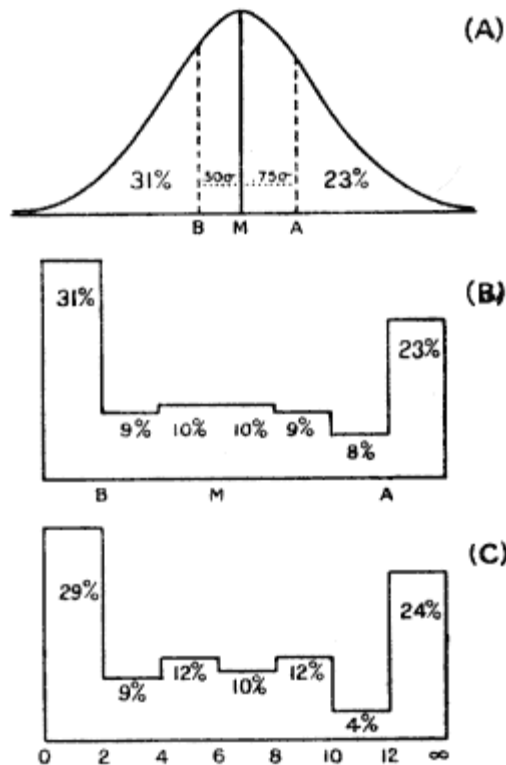 (A)
31% .50σ .75σ 23%
B M A
(B)
31% 23%
9% 10% 10% 9% 8%
B M A
(C)
29% 24%
9% 12% 10% 12% 4%
0 2 4 6 8 10 12 ∞